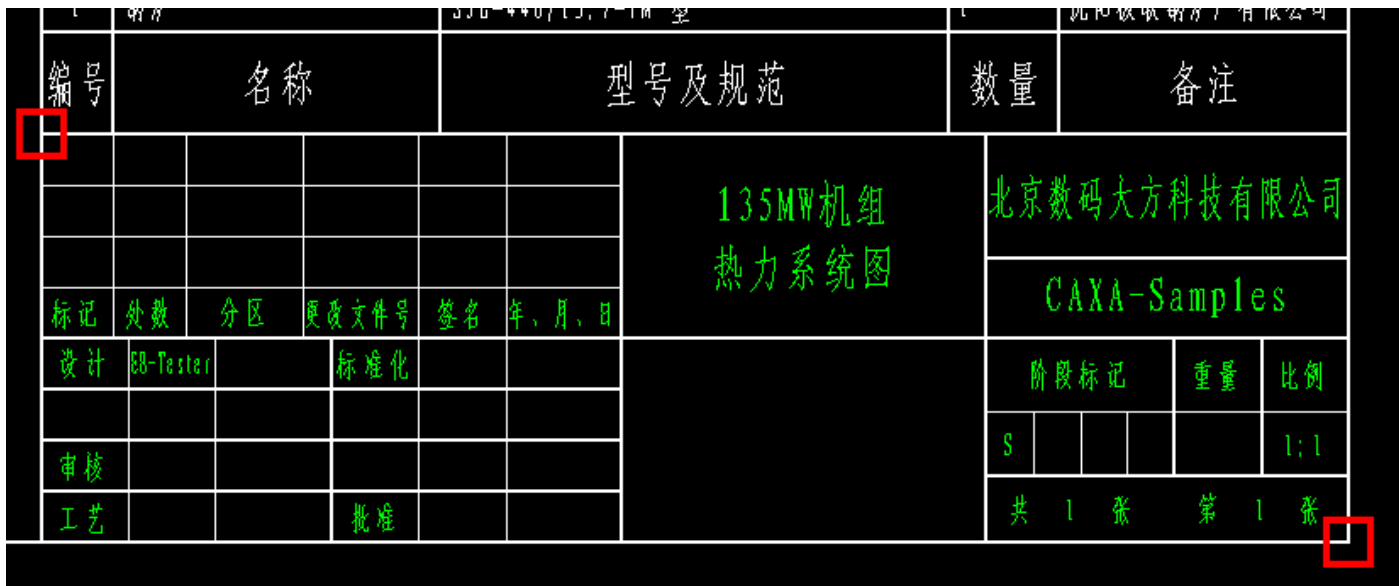 1
编号 名称 型号及规范 数量 备注
135MW机组
热力系统图
北京数码大方科技有限公司
CAXA-Samples
标记 处数 分区 更改文件号 签名 年、月、日
设计 EB-Tester 标准化
阶段标记 重量 比例
S 1:1
审核
工艺 批准
共 1 张 第 1 张